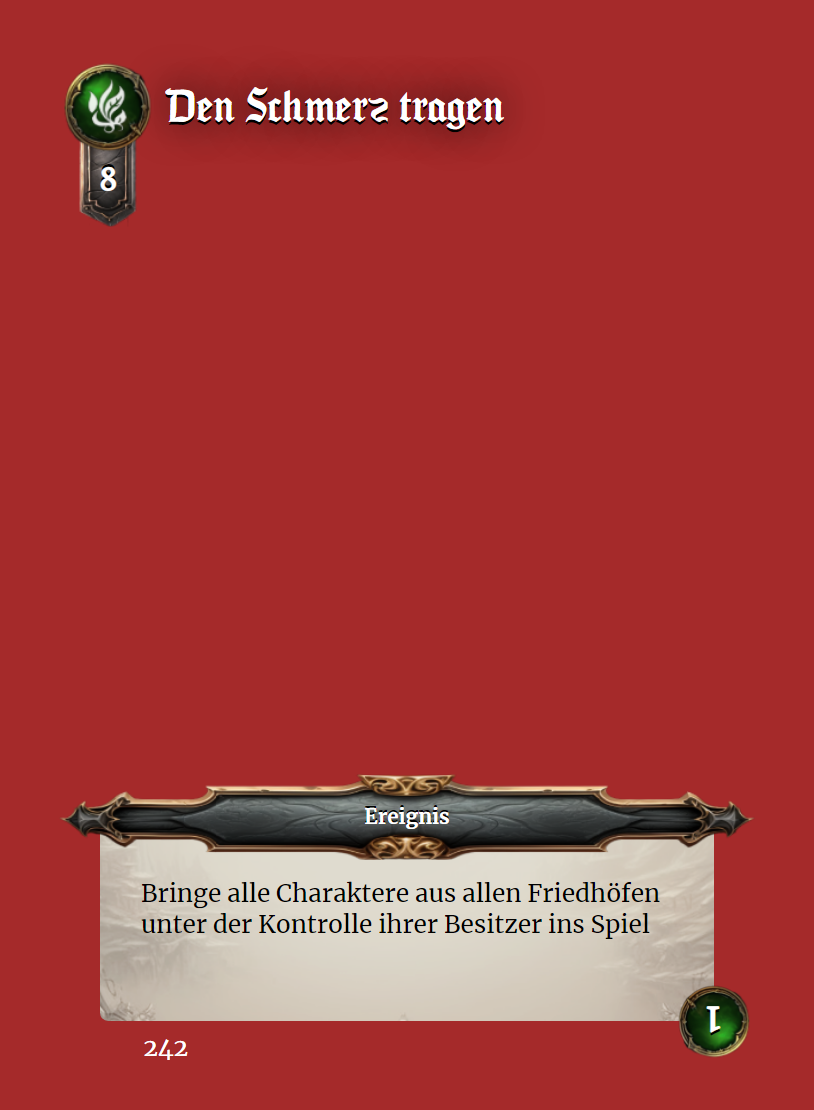 Den Schmerz tragen
8
Ereignis
Bringe alle Charaktere aus allen Friedhöfen
unter der Kontrolle ihrer Besitzer ins Spiel
1
242